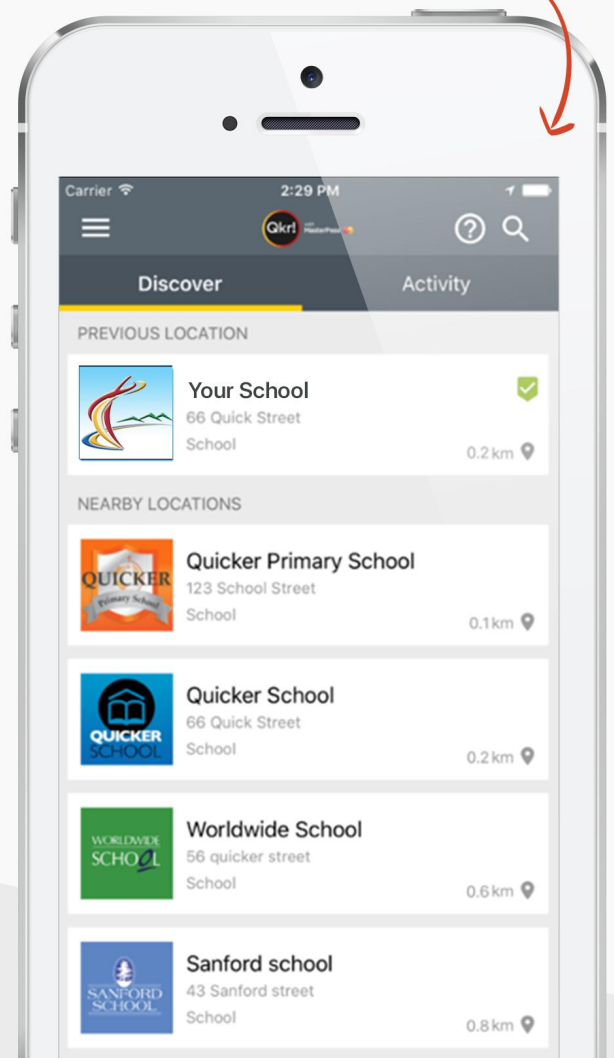 Carrier 2:29 PM
Qkr! with MasterPass
Discover Activity
PREVIOUS LOCATION
Your School
66 Quick Street
School
0.2 km
NEARBY LOCATIONS
QUICKER
Primary School
Quicker Primary School
123 School Street
School
0.1 km
QUICKER
SCHOOL
Quicker School
66 Quick Street
School
0.2 km
WORLDWIDE
SCHOOL
Worldwide School
56 quicker street
School
0.6 km
SANFORD
SCHOOL
Sanford school
43 Sanford street
School
0.8 km